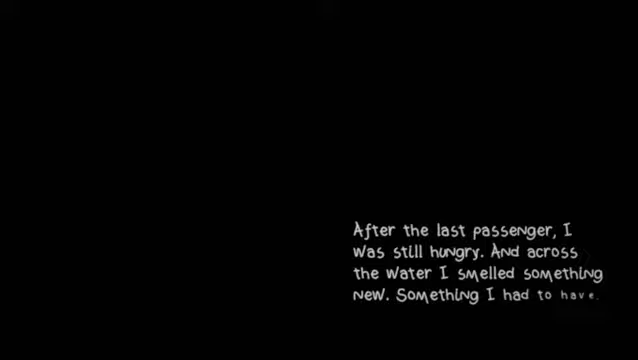 After the last passenger, I
was still hungry. And across
the water I smelled something
new. Something I had to have.